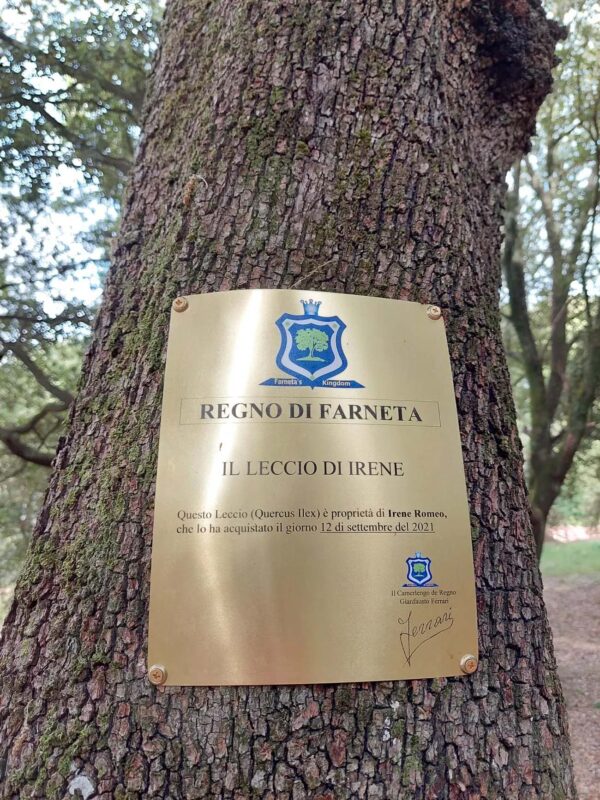 Farneta's Kingdom
REGNO DI FARNETA
IL LECCIO DI IRENE
Questo Leccio (Quercus Ilex) è proprietà di Irene Romeo,
che lo ha acquistato il giorno 12 di settembre del 2021
Il Camerlengo de Regno
Gianfausto Ferrari
Ferrari